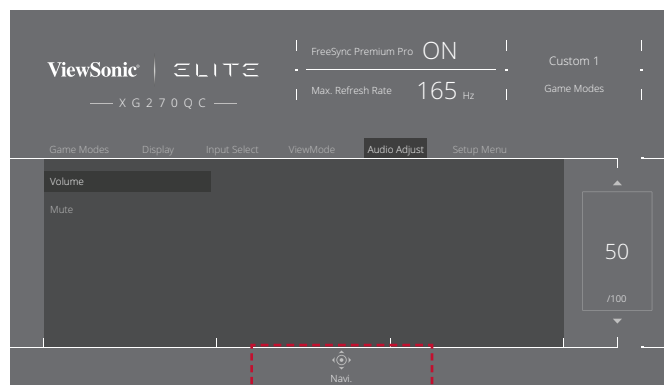 ViewSonic ELITE
XG270QC
FreeSync Premium Pro ON
Max. Refresh Rate 165 Hz
Custom 1
Game Modes
Game Modes Display Input Select ViewMode Audio Adjust Setup Menu
Volume
Mute
50
/100
Navi.